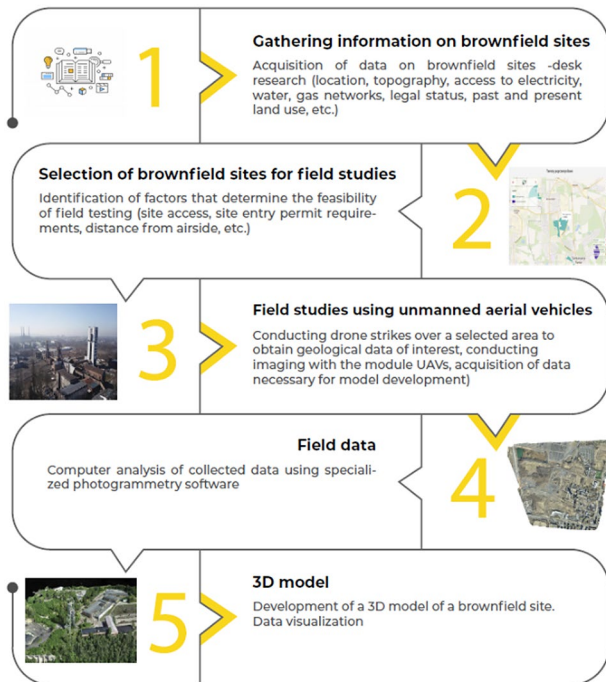 1
Gathering information on brownfield sites
Acquisition of data on brownfield sites -desk
research (location, topography, access to electricity,
water, gas networks, legal status, past and present
land use, etc.)
Selection of brownfield sites for field studies
Identification of factors that determine the feasibility
of field testing (site access, site entry permit require-
ments, distance from airside, etc.)
2
3
Field studies using unmanned aerial vehicles
Conducting drone strikes over a selected area to
obtain geological data of interest, conducting
imaging with the module UAVs, acquisition of data
necessary for model development)
Field data
Computer analysis of collected data using speciali-
zed photogrammetry software
4
5
3D model
Development of a 3D model of a brownfield site.
Data visualization